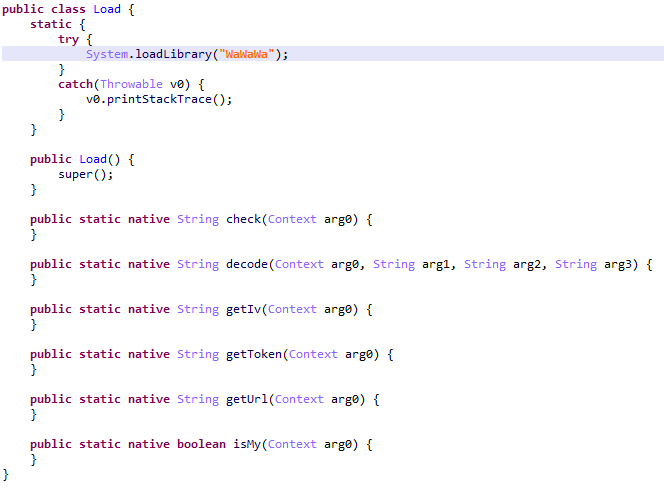 public class Load {
    static {
        try {
            System.loadLibrary("WaWaWa");
        }
        catch(Throwable v0) {
            v0.printStackTrace();
        }
    }

    public Load() {
        super();
    }

    public static native String check(Context arg0) {
    }

    public static native String decode(Context arg0, String arg1, String arg2, String arg3) {
    }

    public static native String getIv(Context arg0) {
    }

    public static native String getToken(Context arg0) {
    }

    public static native String getUrl(Context arg0) {
    }

    public static native boolean isMy(Context arg0) {
    }
}